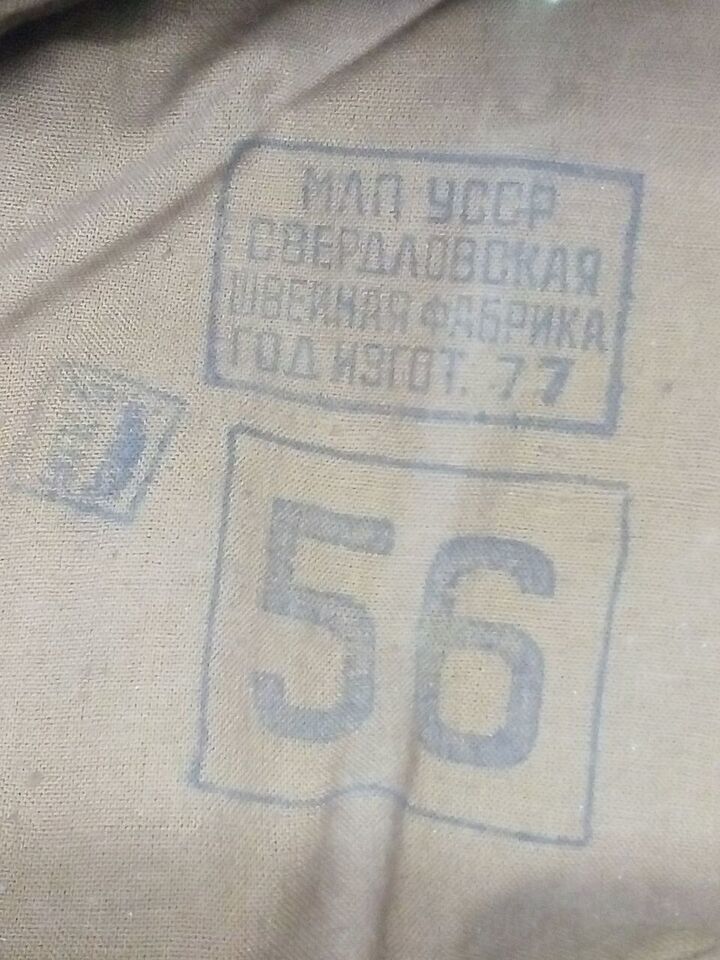 МЛП УССР
СВЕРДЛОВСКАЯ
ШВЕЙНАЯ ФАБРИКА
ГОД ИЗГОТ. 77
56